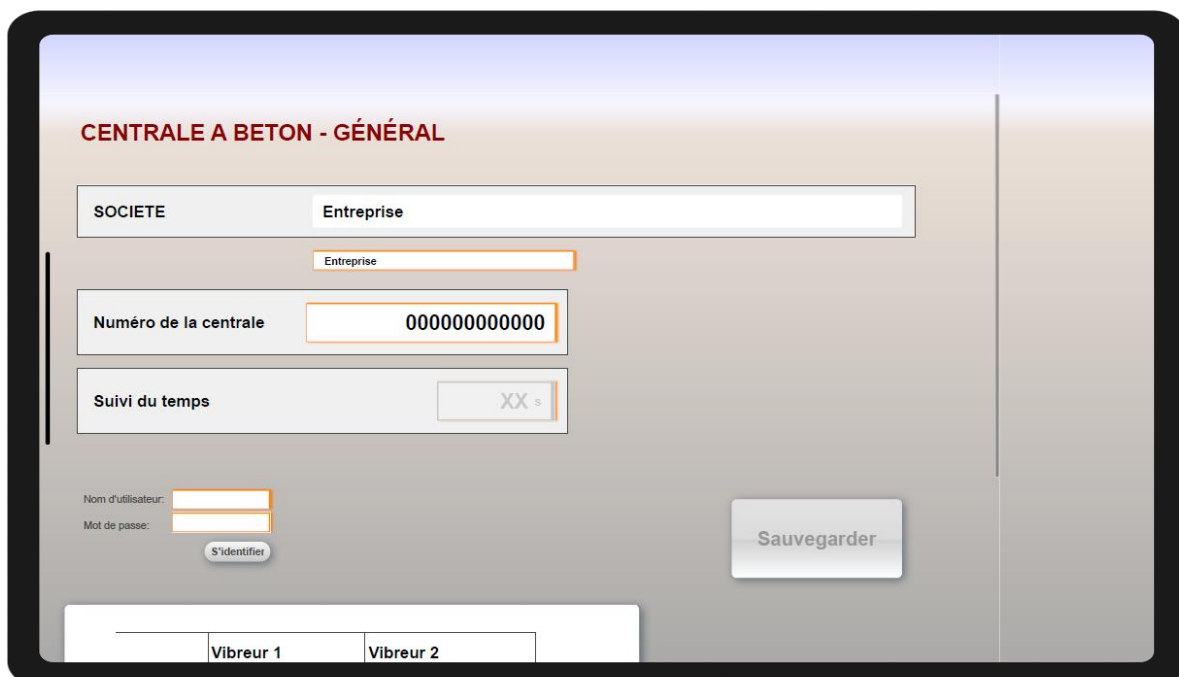 CENTRALE A BETON - GÉNÉRAL
SOCIETE Entreprise
Entreprise
Numéro de la centrale 000000000000
Suivi du temps XX s
Nom d'utilisateur:
Mot de passe:
S'identifier
Sauvegarder
Vibreur 1 Vibreur 2